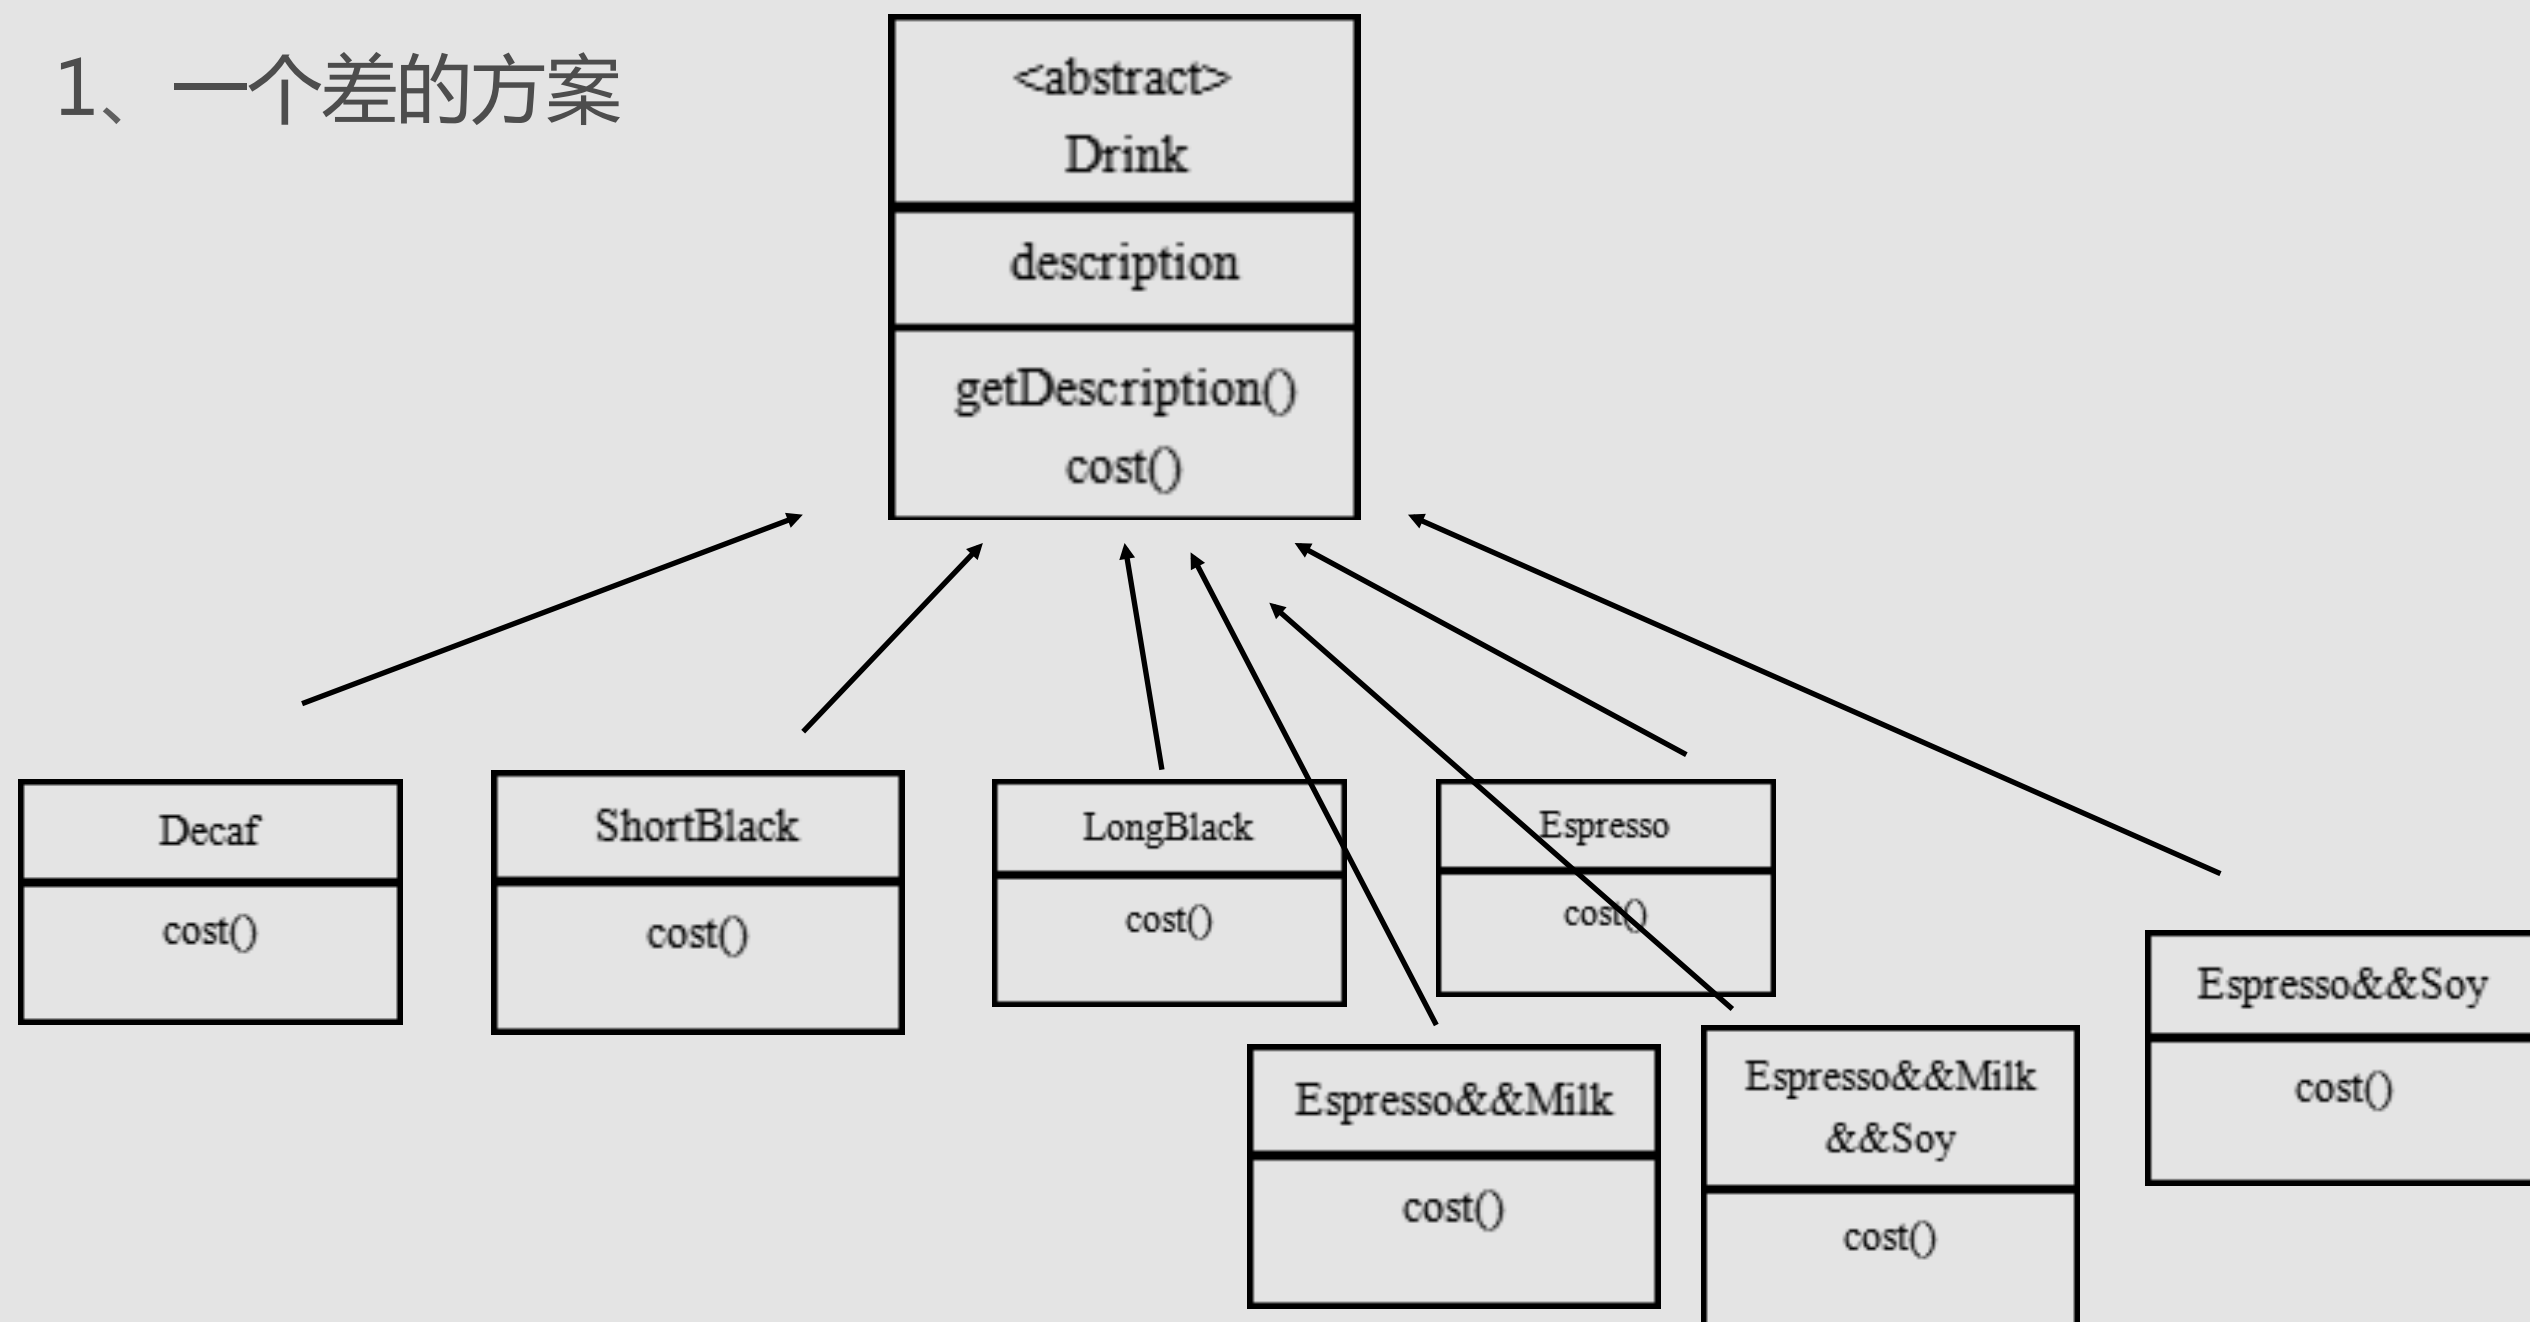 1、一个差的方案
<abstract>
Drink
description
getDescription()
cost()
Decaf
cost()
ShortBlack
cost()
LongBlack
cost()
Espresso
cost()
Espresso&&Milk
cost()
Espresso&&Milk
&&Soy
cost()
Espresso&&Soy
cost()